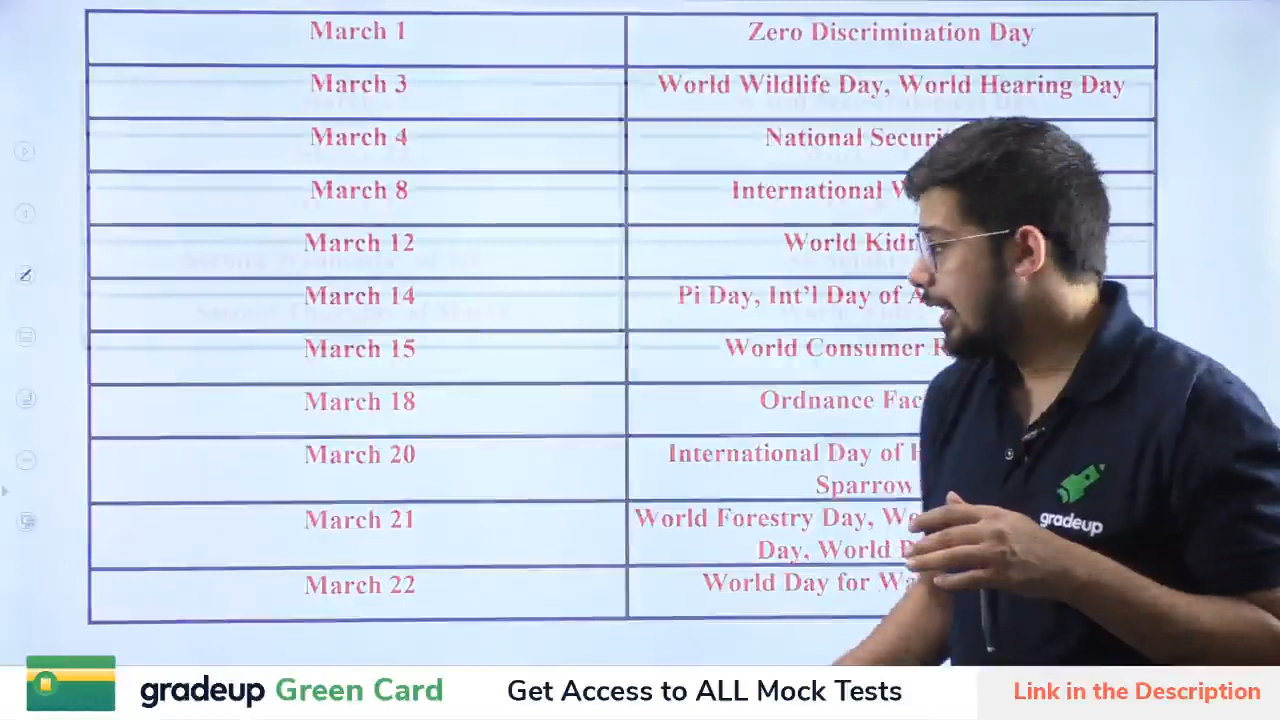 March 1 Zero Discrimination Day
March 3 World Wildlife Day, World Hearing Day
March 4 National
March 8 International
March 12 World
March 14 Pi Day, Int'l Day of
March 15 World Consumer
March 18 Ordnance
March 20 International Day of
Sparrow
March 21 World Forestry Day,
Day, World
March 22 World Day for
gradeup
gradeup Green Card Get Access to ALL Mock Tests Link in the Description